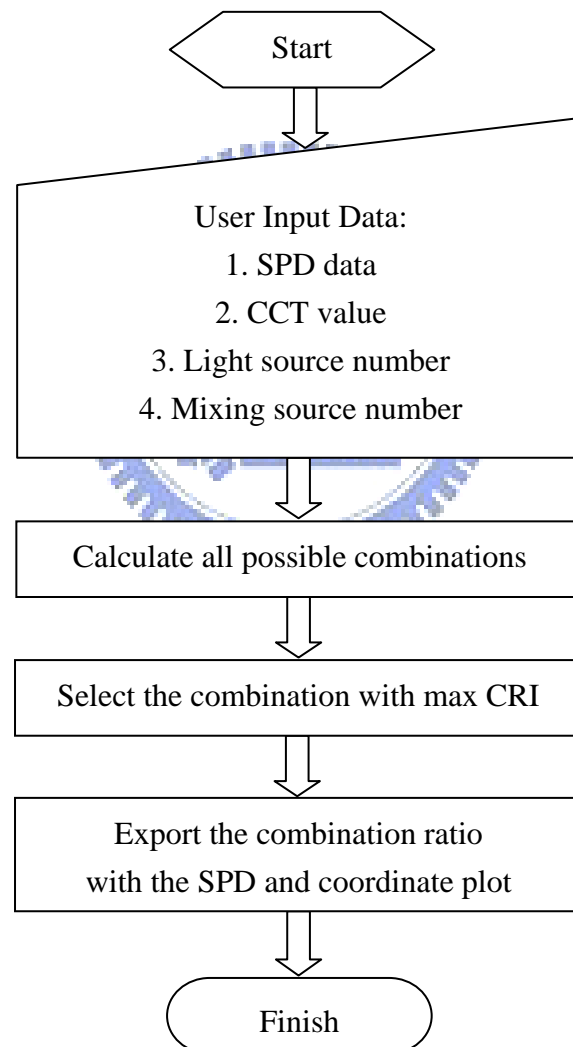 Start
User Input Data:
1. SPD data
2. CCT value
3. Light source number
4. Mixing source number
Calculate all possible combinations
Select the combination with max CRI
Export the combination ratio
with the SPD and coordinate plot
Finish